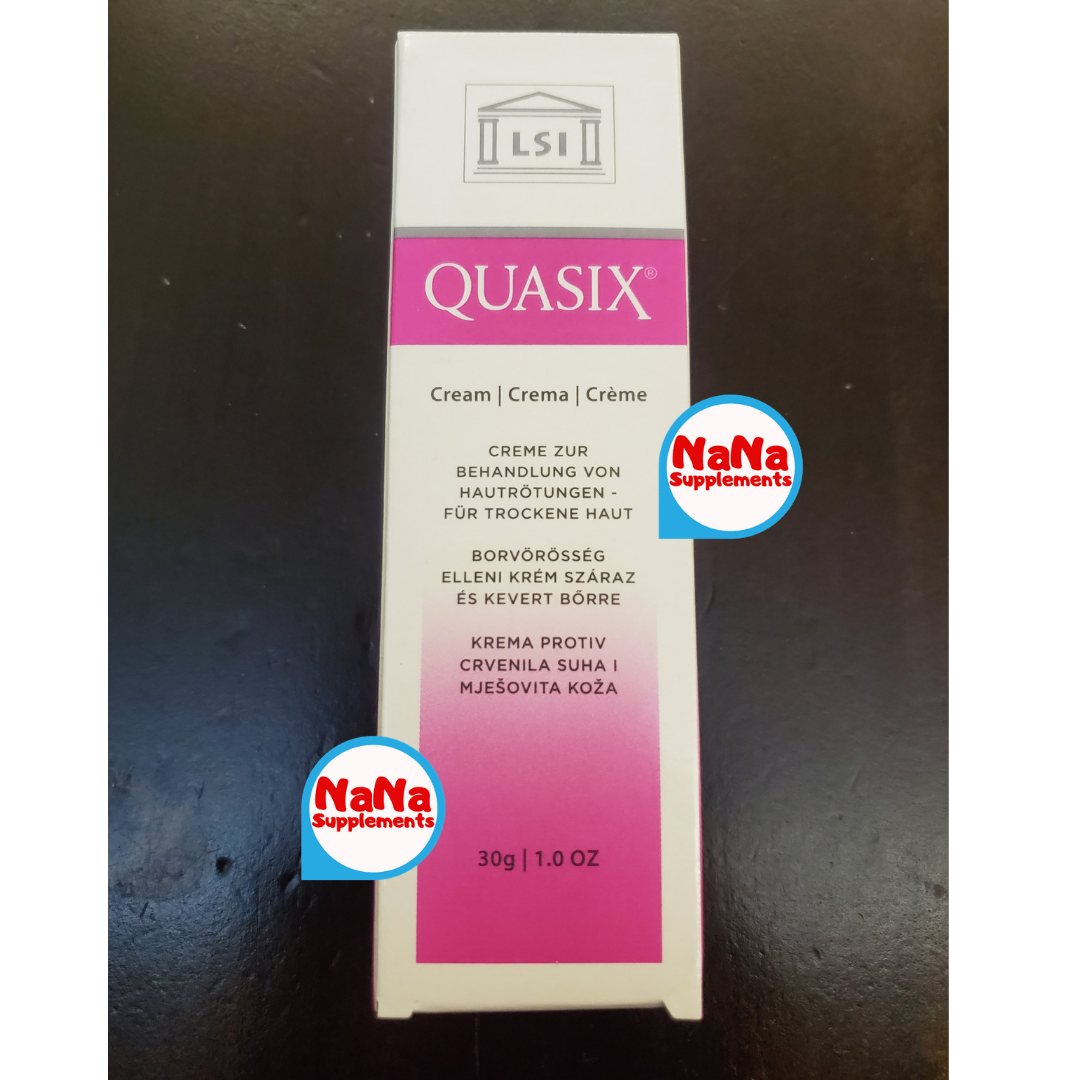 LSI
QUASIX®
Cream | Crema | Crème
CREME ZUR
BEHANDLUNG VON
HAUTRÖTUNGEN -
FÜR TROCKENE HAUT
BORVÖRÖSSÉG
ELLENI KRÉM SZÁRAZ
ÉS KEVERT BŐRRE
KREMA PROTIV
CRVENILA SUHA I
MJEŠOVITA KOŽA
30g | 1.0 OZ
NaNa
Supplements
NaNa
Supplements